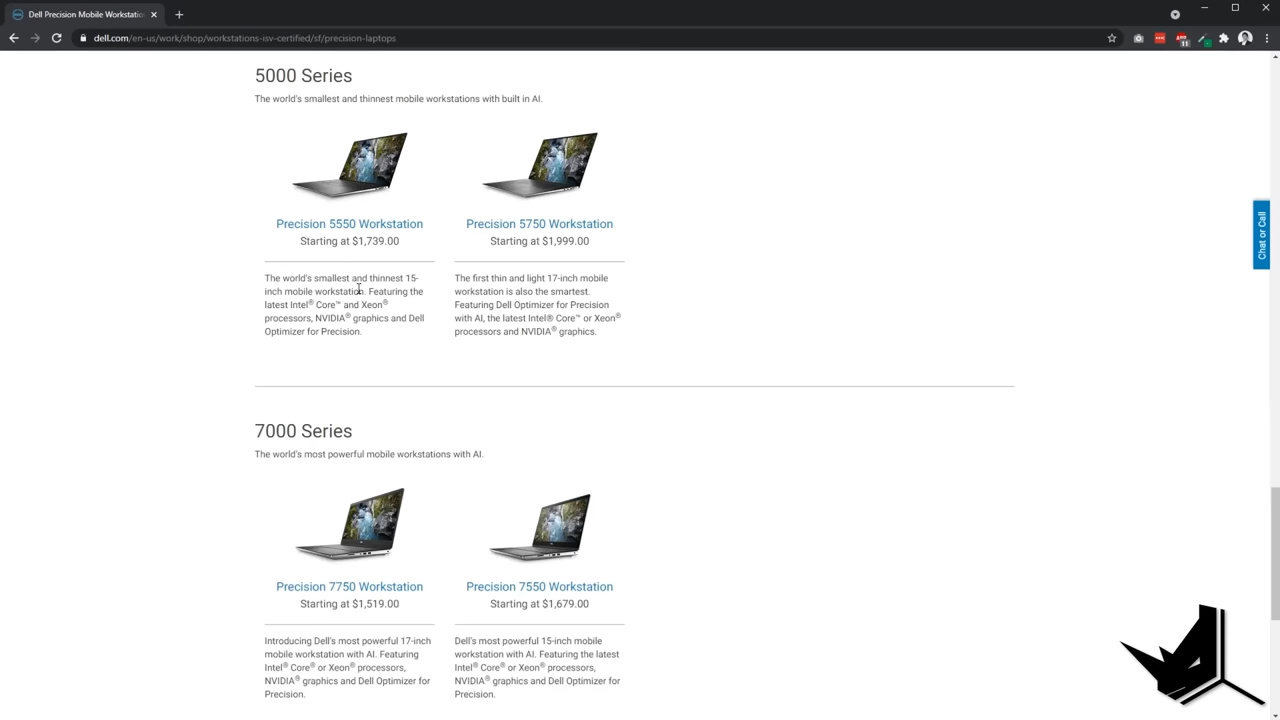 Dell Precision Mobile Workstatio
dell.com/en-us/work/shop/workstations-isv-certified/sf/precision-laptops
11
5000 Series
The world's smallest and thinnest mobile workstations with built in AI.
Precision 5550 Workstation
Starting at $1,739.00
The world's smallest and thinnest 15-
inch mobile workstation. Featuring the
latest Intel® Core™ and Xeon®
processors, NVIDIA® graphics and Dell
Optimizer for Precision.
Precision 5750 Workstation
Starting at $1,999.00
The first thin and light 17-inch mobile
workstation is also the smartest.
Featuring Dell Optimizer for Precision
with AI, the latest Intel® Core™ or Xeon®
processors and NVIDIA® graphics.
Chat or Call
7000 Series
The world's most powerful mobile workstations with AI.
Precision 7750 Workstation
Starting at $1,519.00
Introducing Dell's most powerful 17-inch
mobile workstation with AI. Featuring
Intel® Core® or Xeon® processors,
NVIDIA® graphics and Dell Optimizer for
Precision.
Precision 7550 Workstation
Starting at $1,679.00
Dell's most powerful 15-inch mobile
workstation with AI. Featuring the latest
Intel® Core® or Xeon® processors,
NVIDIA® graphics and Dell Optimizer for
Precision.